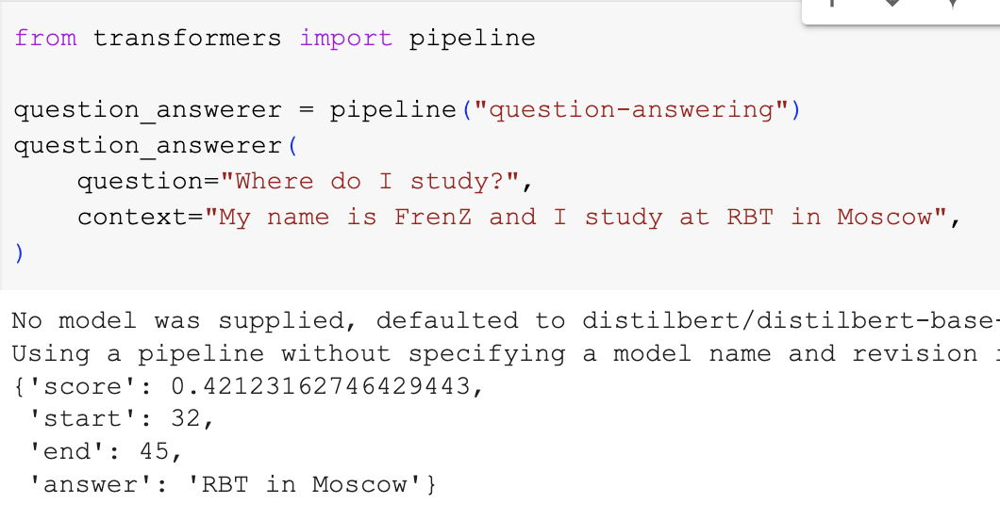 from transformers import pipeline
question_answerer = pipeline("question-answering")
question_answerer(
    question="Where do I study?",
    context="My name is FrenZ and I study at RBT in Moscow",
)
No model was supplied, defaulted to distilbert/distilbert-base-
Using a pipeline without specifying a model name and revision
{'score': 0.42123162746429443,
 'start': 32,
 'end': 45,
 'answer': 'RBT in Moscow'}